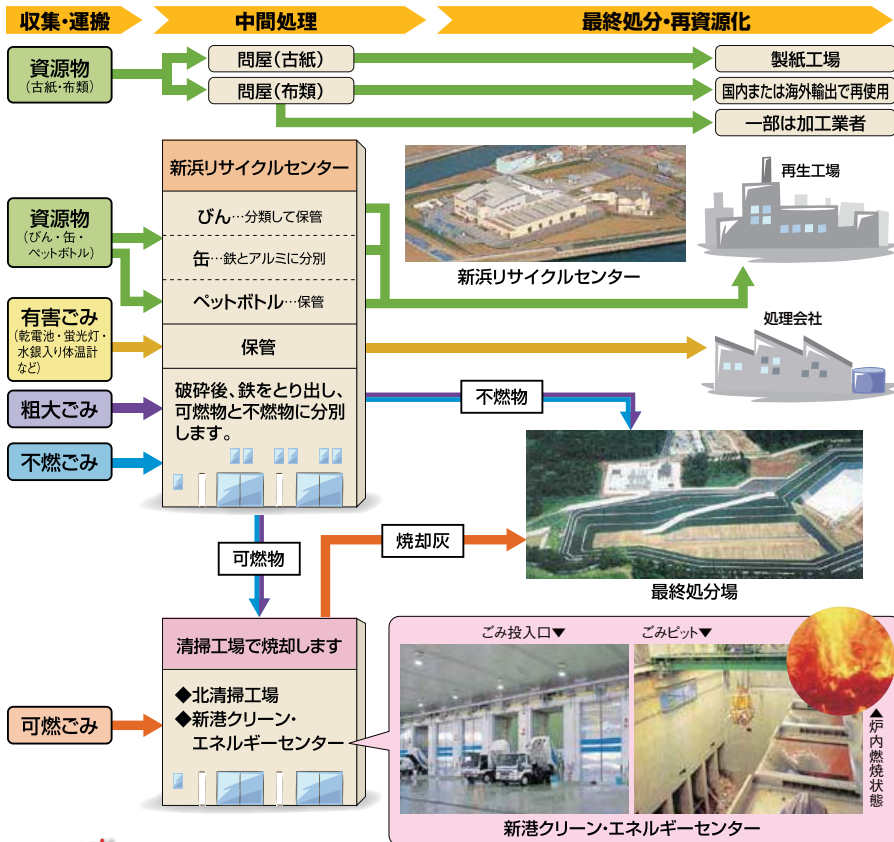 収集・運搬
中間処理
最終処分・再資源化
資源物
(古紙・布類)
問屋(古紙)
問屋(布類)
製紙工場
国内または海外輸出で再使用
一部は加工業者
資源物
(びん・缶・
ペットボトル)
新浜リサイクルセンター
びん…分類して保管
缶…鉄とアルミに分別
ペットボトル…保管
新浜リサイクルセンター
再生工場
有害ごみ
(乾電池・蛍光灯・
水銀入り体温計
など)
保管
処理会社
粗大ごみ
不燃ごみ
破砕後、鉄をとり出し、
可燃物と不燃物に分別
します。
不燃物
可燃物
焼却灰
最終処分場
可燃ごみ
清掃工場で焼却します
◆北清掃工場
◆新港クリーン・
エネルギーセンター
ごみ投入口▼
ごみピット▼
▲炉内燃焼状態
新港クリーン・エネルギーセンター